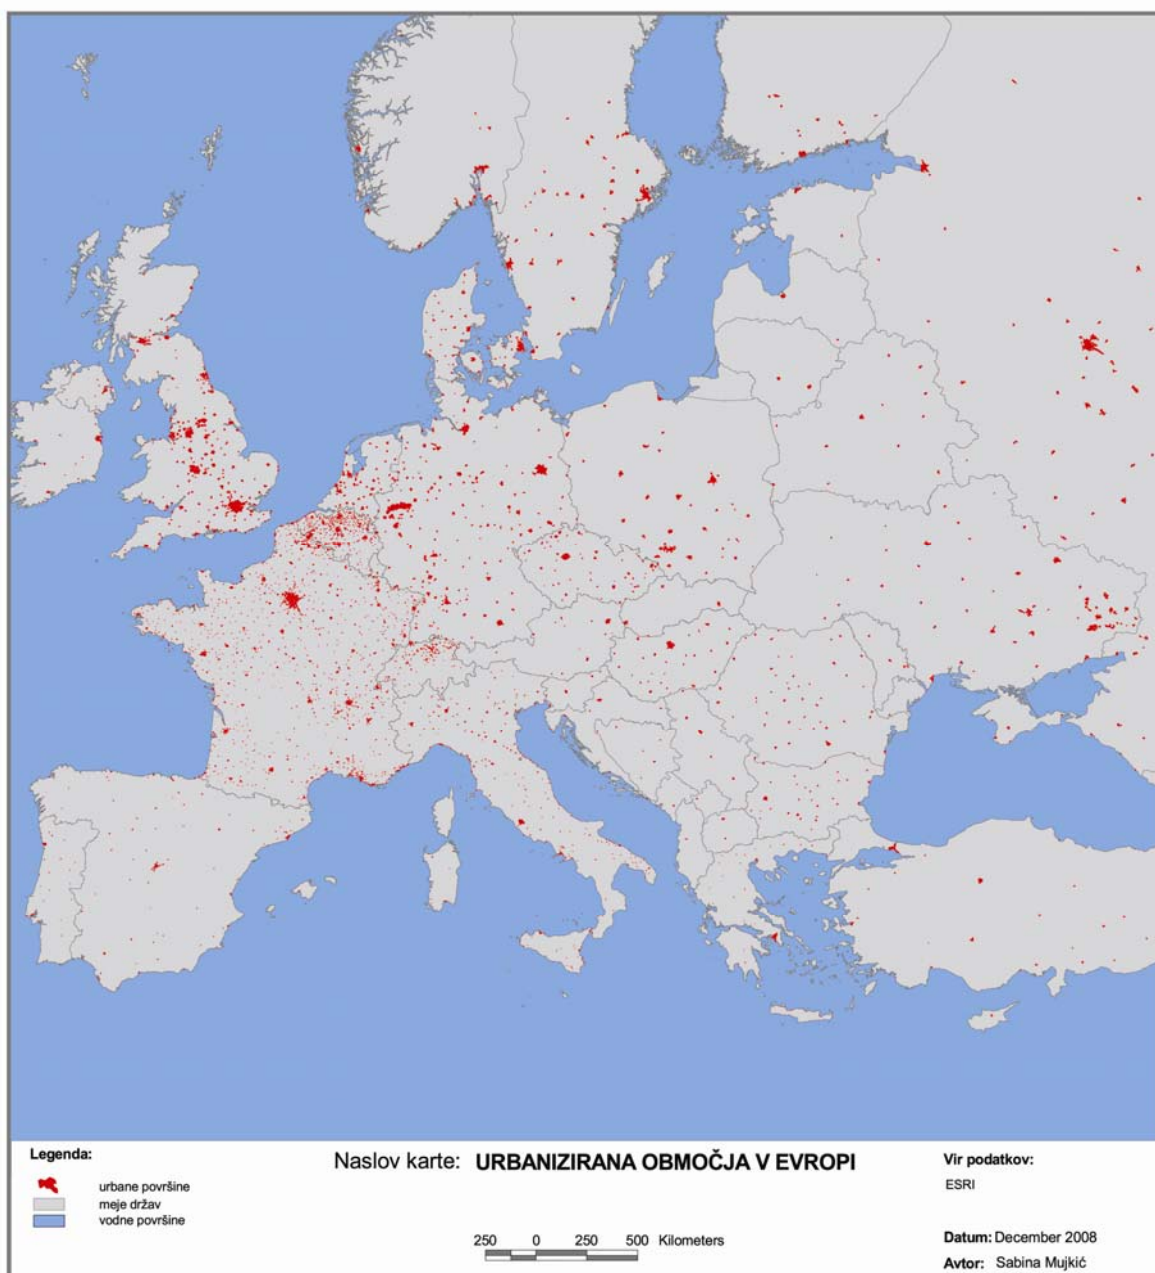 Legenda:
urbane površine
meje držav
vodne površine
Naslov karte: URBANIZIRANA OBMOČJA V EVROPI
250 0 250 500 Kilometers
Vir podatkov:
ESRI
Datum: December 2008
Avtor: Sabina Mujkić